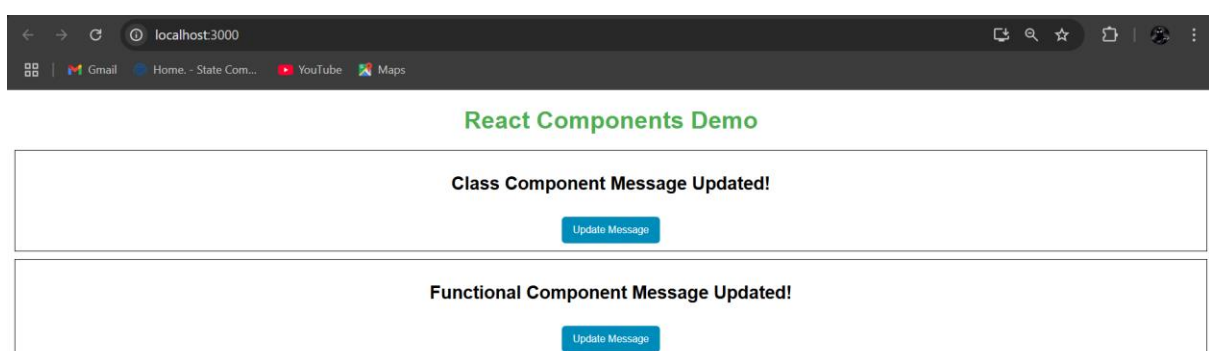 localhost:3000
Gmail Home. - State Com... YouTube Maps
React Components Demo
Class Component Message Updated!
Update Message
Functional Component Message Updated!
Update Message